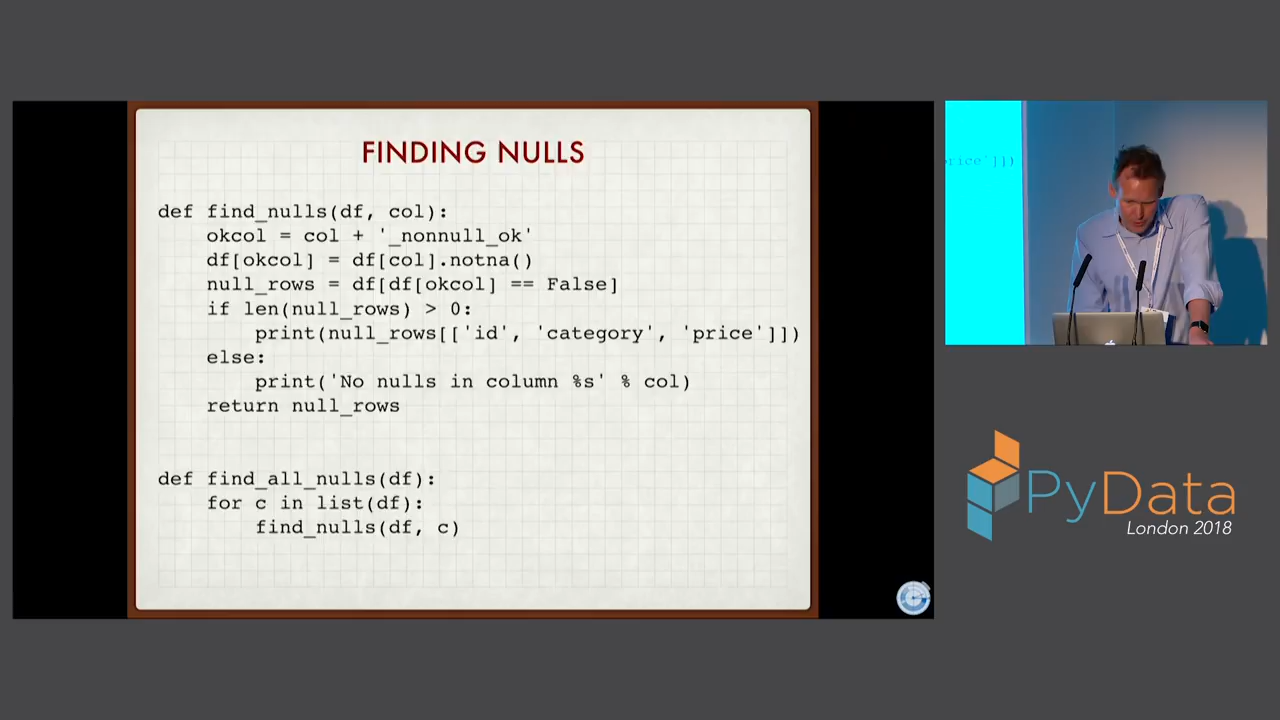 FINDING NULLS
def find_nulls(df, col):
    okcol = col + '_nonnull_ok'
    df[okcol] = df[col].notna()
    null_rows = df[df[okcol] == False]
    if len(null_rows) > 0:
        print(null_rows[['id', 'category', 'price']])
    else:
        print('No nulls in column %s' % col)
    return null_rows
def find_all_nulls(df):
    for c in list(df):
        find_nulls(df, c)
rice']])
PyData
London 2018